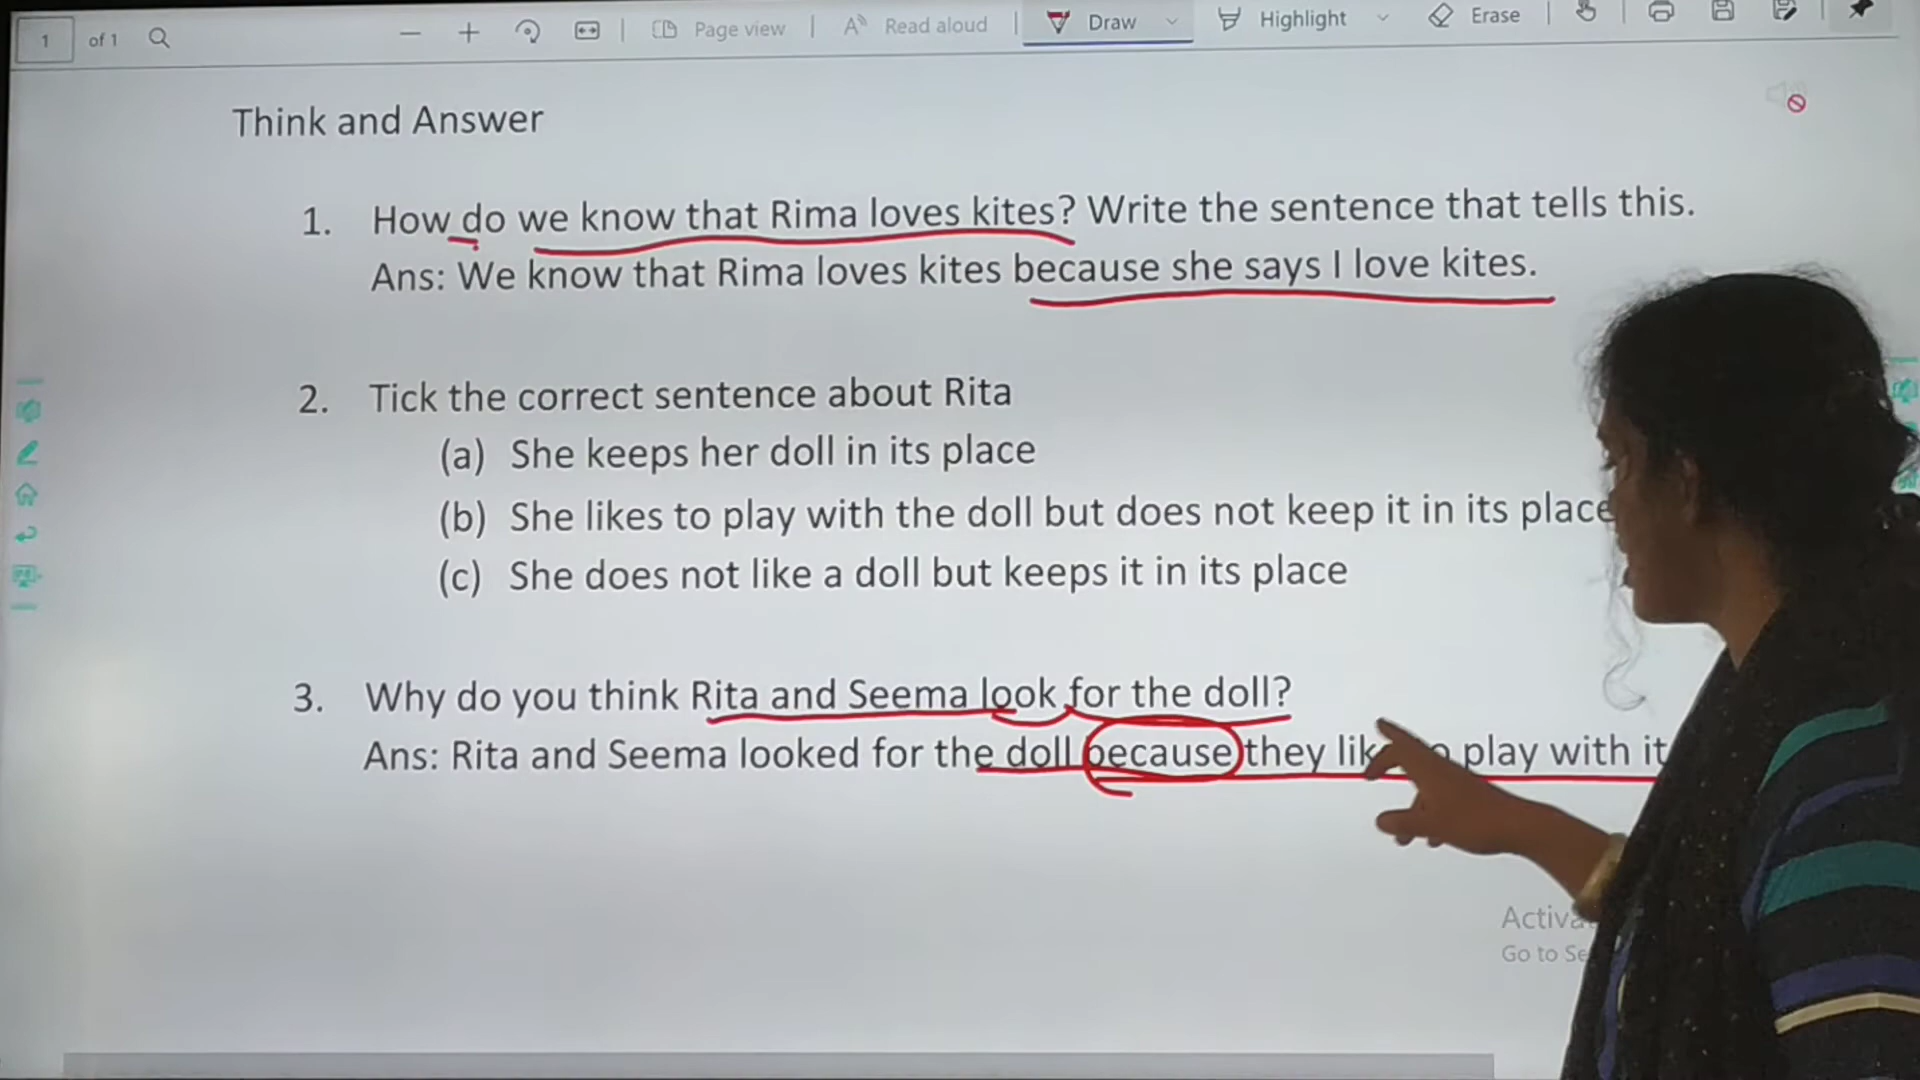 1 of 1 Page view Read aloud Draw Highlight Erase
Think and Answer
1. How do we know that Rima loves kites? Write the sentence that tells this.
Ans: We know that Rima loves kites because she says I love kites.
2. Tick the correct sentence about Rita
(a) She keeps her doll in its place
(b) She likes to play with the doll but does not keep it in its place
(c) She does not like a doll but keeps it in its place
3. Why do you think Rita and Seema look for the doll?
Ans: Rita and Seema looked for the doll because they play with it
Go to